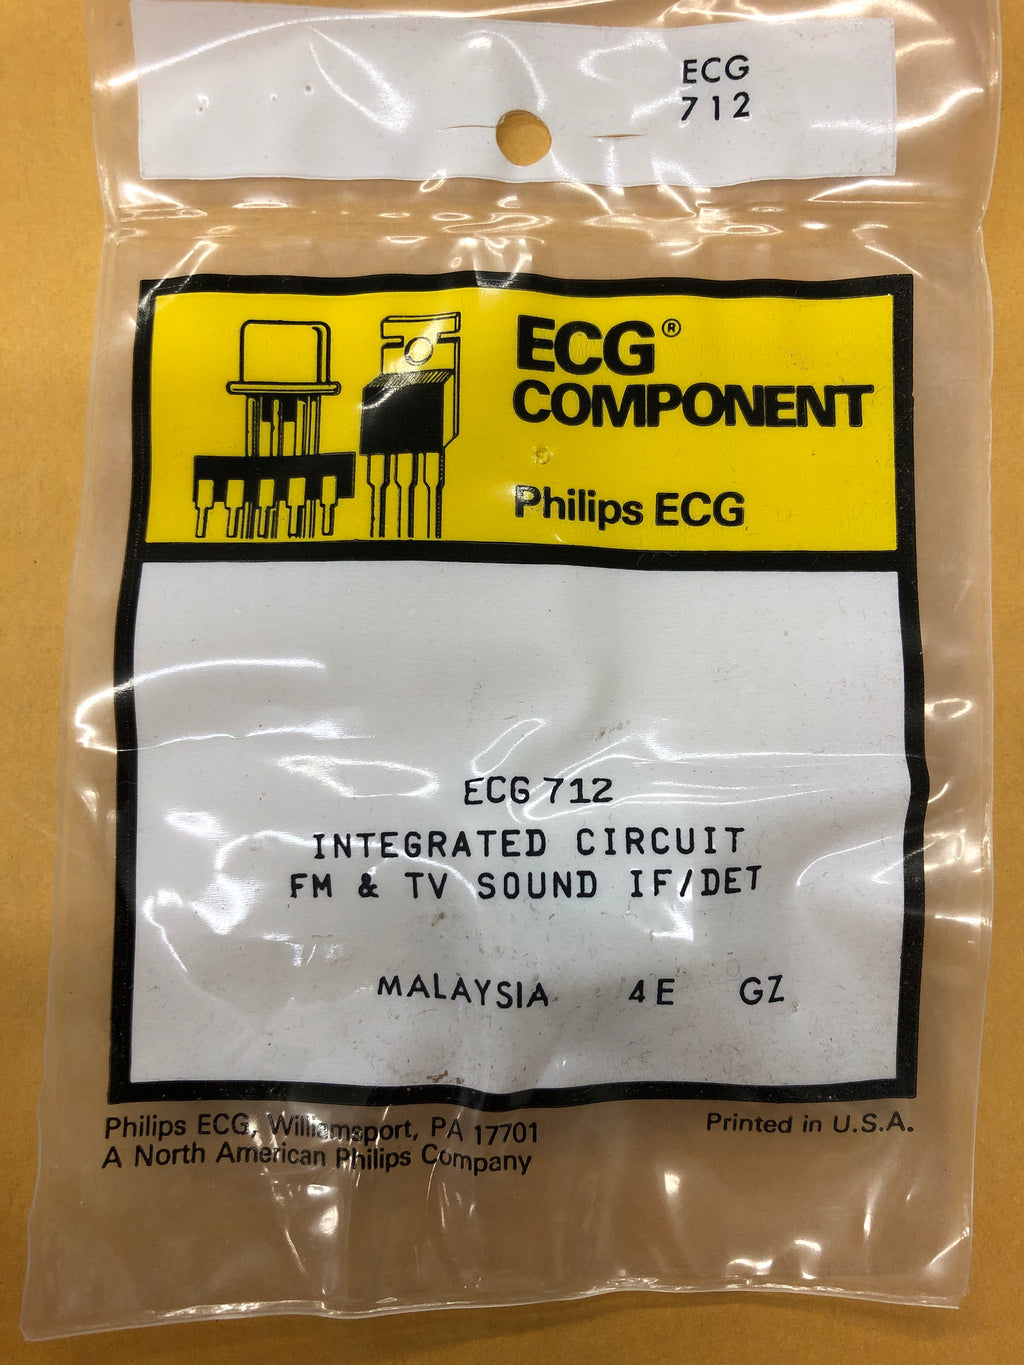 ECG
712
ECG®
COMPONENT
Philips ECG
ECG 712
INTEGRATED CIRCUIT
FM & TV SOUND IF/DET
MALAYSIA 4E GZ
Philips ECG, Williamsport, PA 17701
A North American Philips Company
Printed in U.S.A.